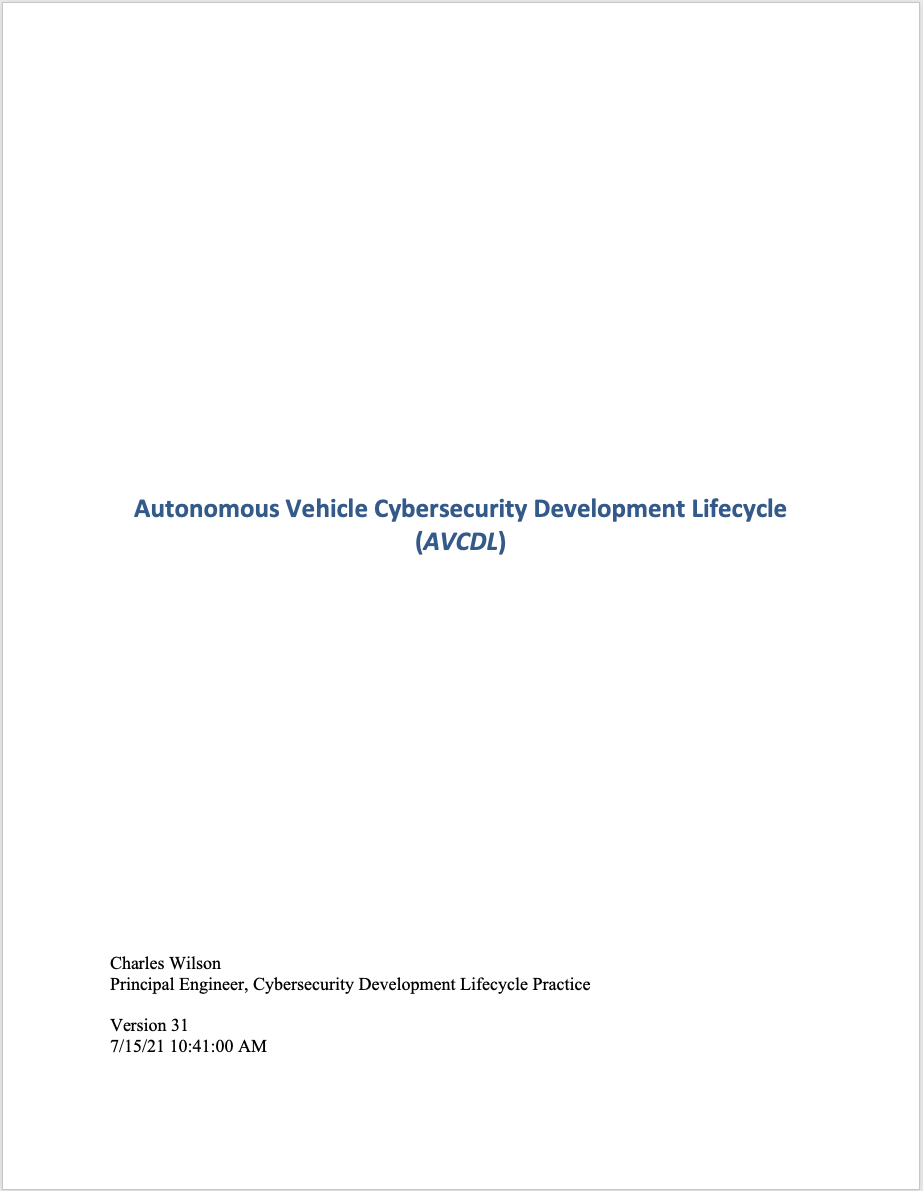 Autonomous Vehicle Cybersecurity Development Lifecycle
(AVCDL)
Charles Wilson
Principal Engineer, Cybersecurity Development Lifecycle Practice
Version 31
7/15/21 10:41:00 AM